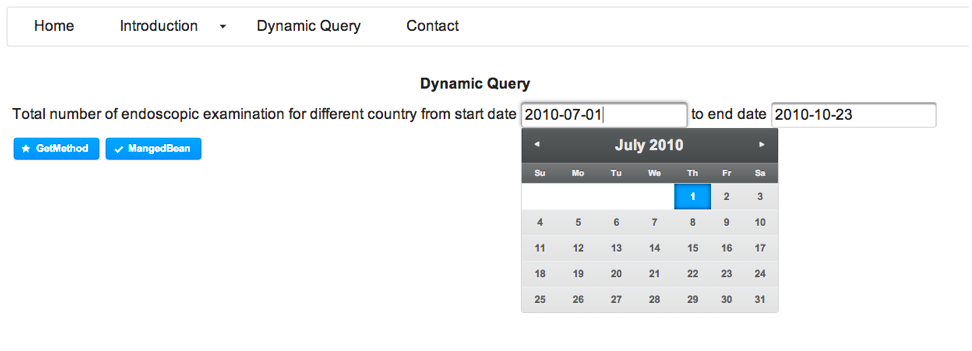 Home Introduction Dynamic Query Contact
Dynamic Query
Total number of endoscopic examination for different country from start date 2010-07-01 to end date 2010-10-23
GetMethod MangedBean
July 2010
Su Mo Tu We Th Fr Sa
1 2 3
4 5 6 7 8 9 10
11 12 13 14 15 16 17
18 19 20 21 22 23 24
25 26 27 28 29 30 31